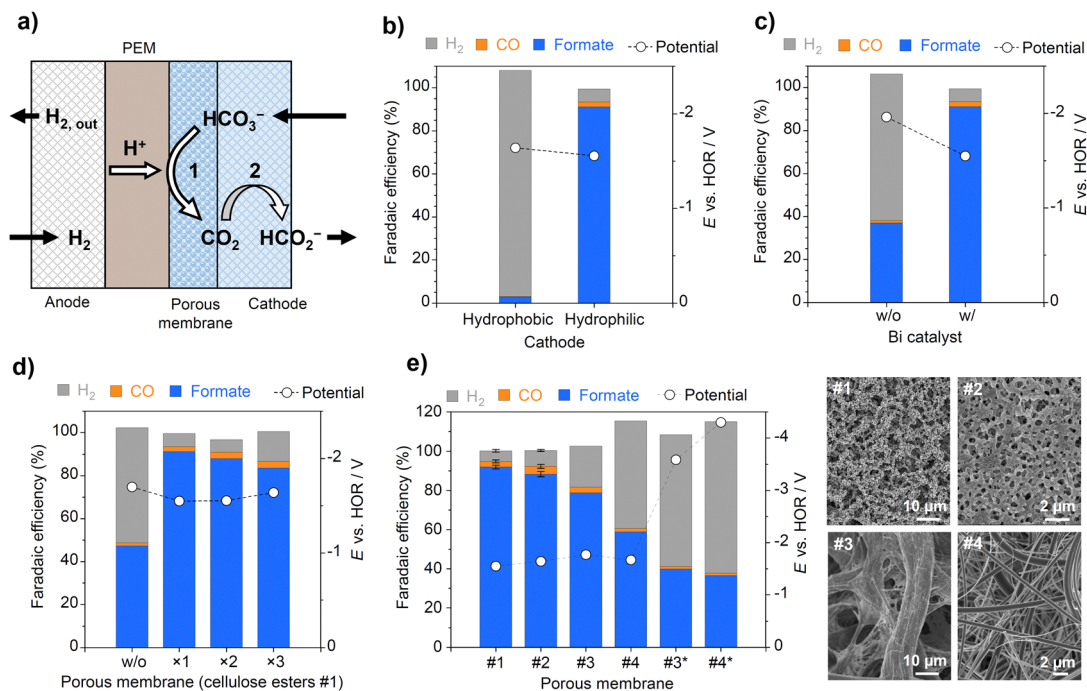 a)
PEM
H2, out
HCO3−
H+
1
2
H2
CO2
HCO2−
Anode
Porous
membrane
Cathode
b)
H2 CO Formate Potential
Faradaic efficiency (%)
100
80
60
40
20
0
-2
-1
0
E vs. HOR / V
Hydrophobic Hydrophilic
Cathode
c)
H2 CO Formate Potential
Faradaic efficiency (%)
100
80
60
40
20
0
-2
-1
0
E vs. HOR / V
w/o w/
Bi catalyst
d)
H2 CO Formate Potential
Faradaic efficiency (%)
100
80
60
40
20
0
-2
-1
0
E vs. HOR / V
w/o ×1 ×2 ×3
Porous membrane (cellulose esters #1)
e)
H2 CO Formate Potential
Faradaic efficiency (%)
120
100
80
60
40
20
0
-4
-3
-2
-1
0
E vs. HOR / V
#1 #2 #3 #4 #3* #4*
Porous membrane
#1
10 μm
#2
2 μm
#3
10 μm
#4
2 μm